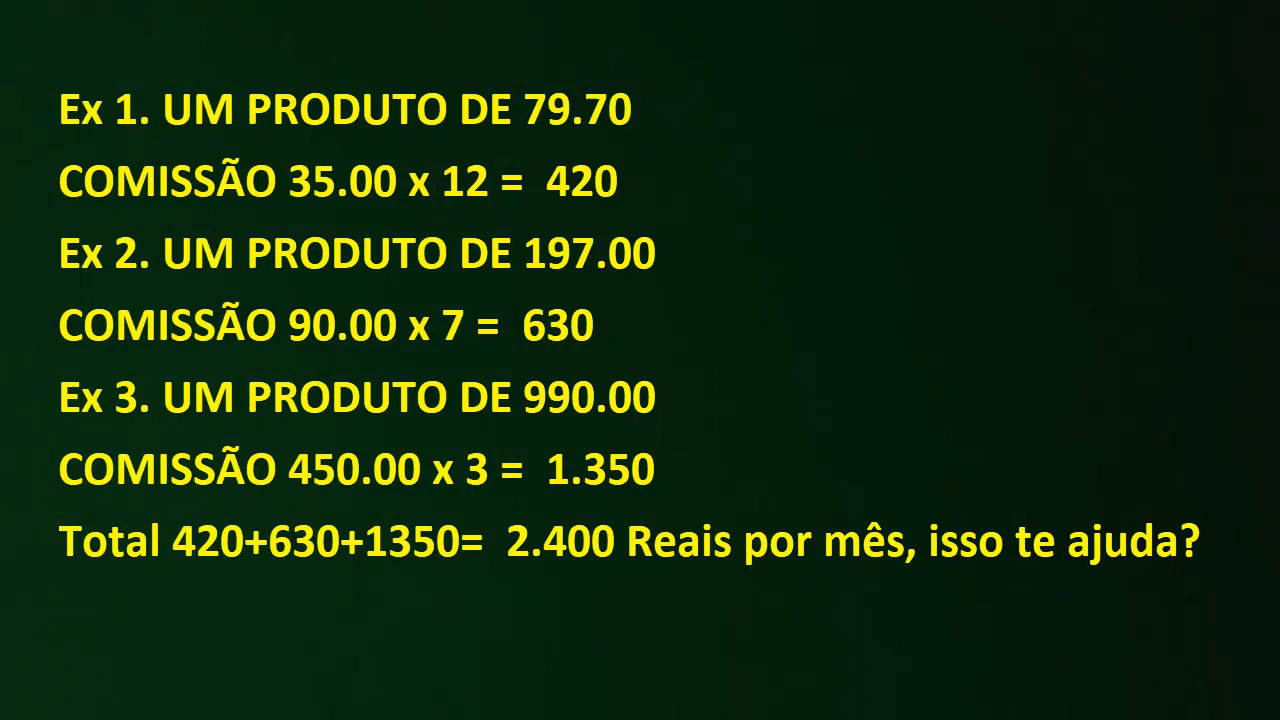 Ex 1. UM PRODUTO DE 79.70
COMISSÃO 35.00 x 12 =  420
Ex 2. UM PRODUTO DE 197.00
COMISSÃO 90.00 x 7 =  630
Ex 3. UM PRODUTO DE 990.00
COMISSÃO 450.00 x 3 =  1.350
Total 420+630+1350=  2.400 Reais por mês, isso te ajuda?